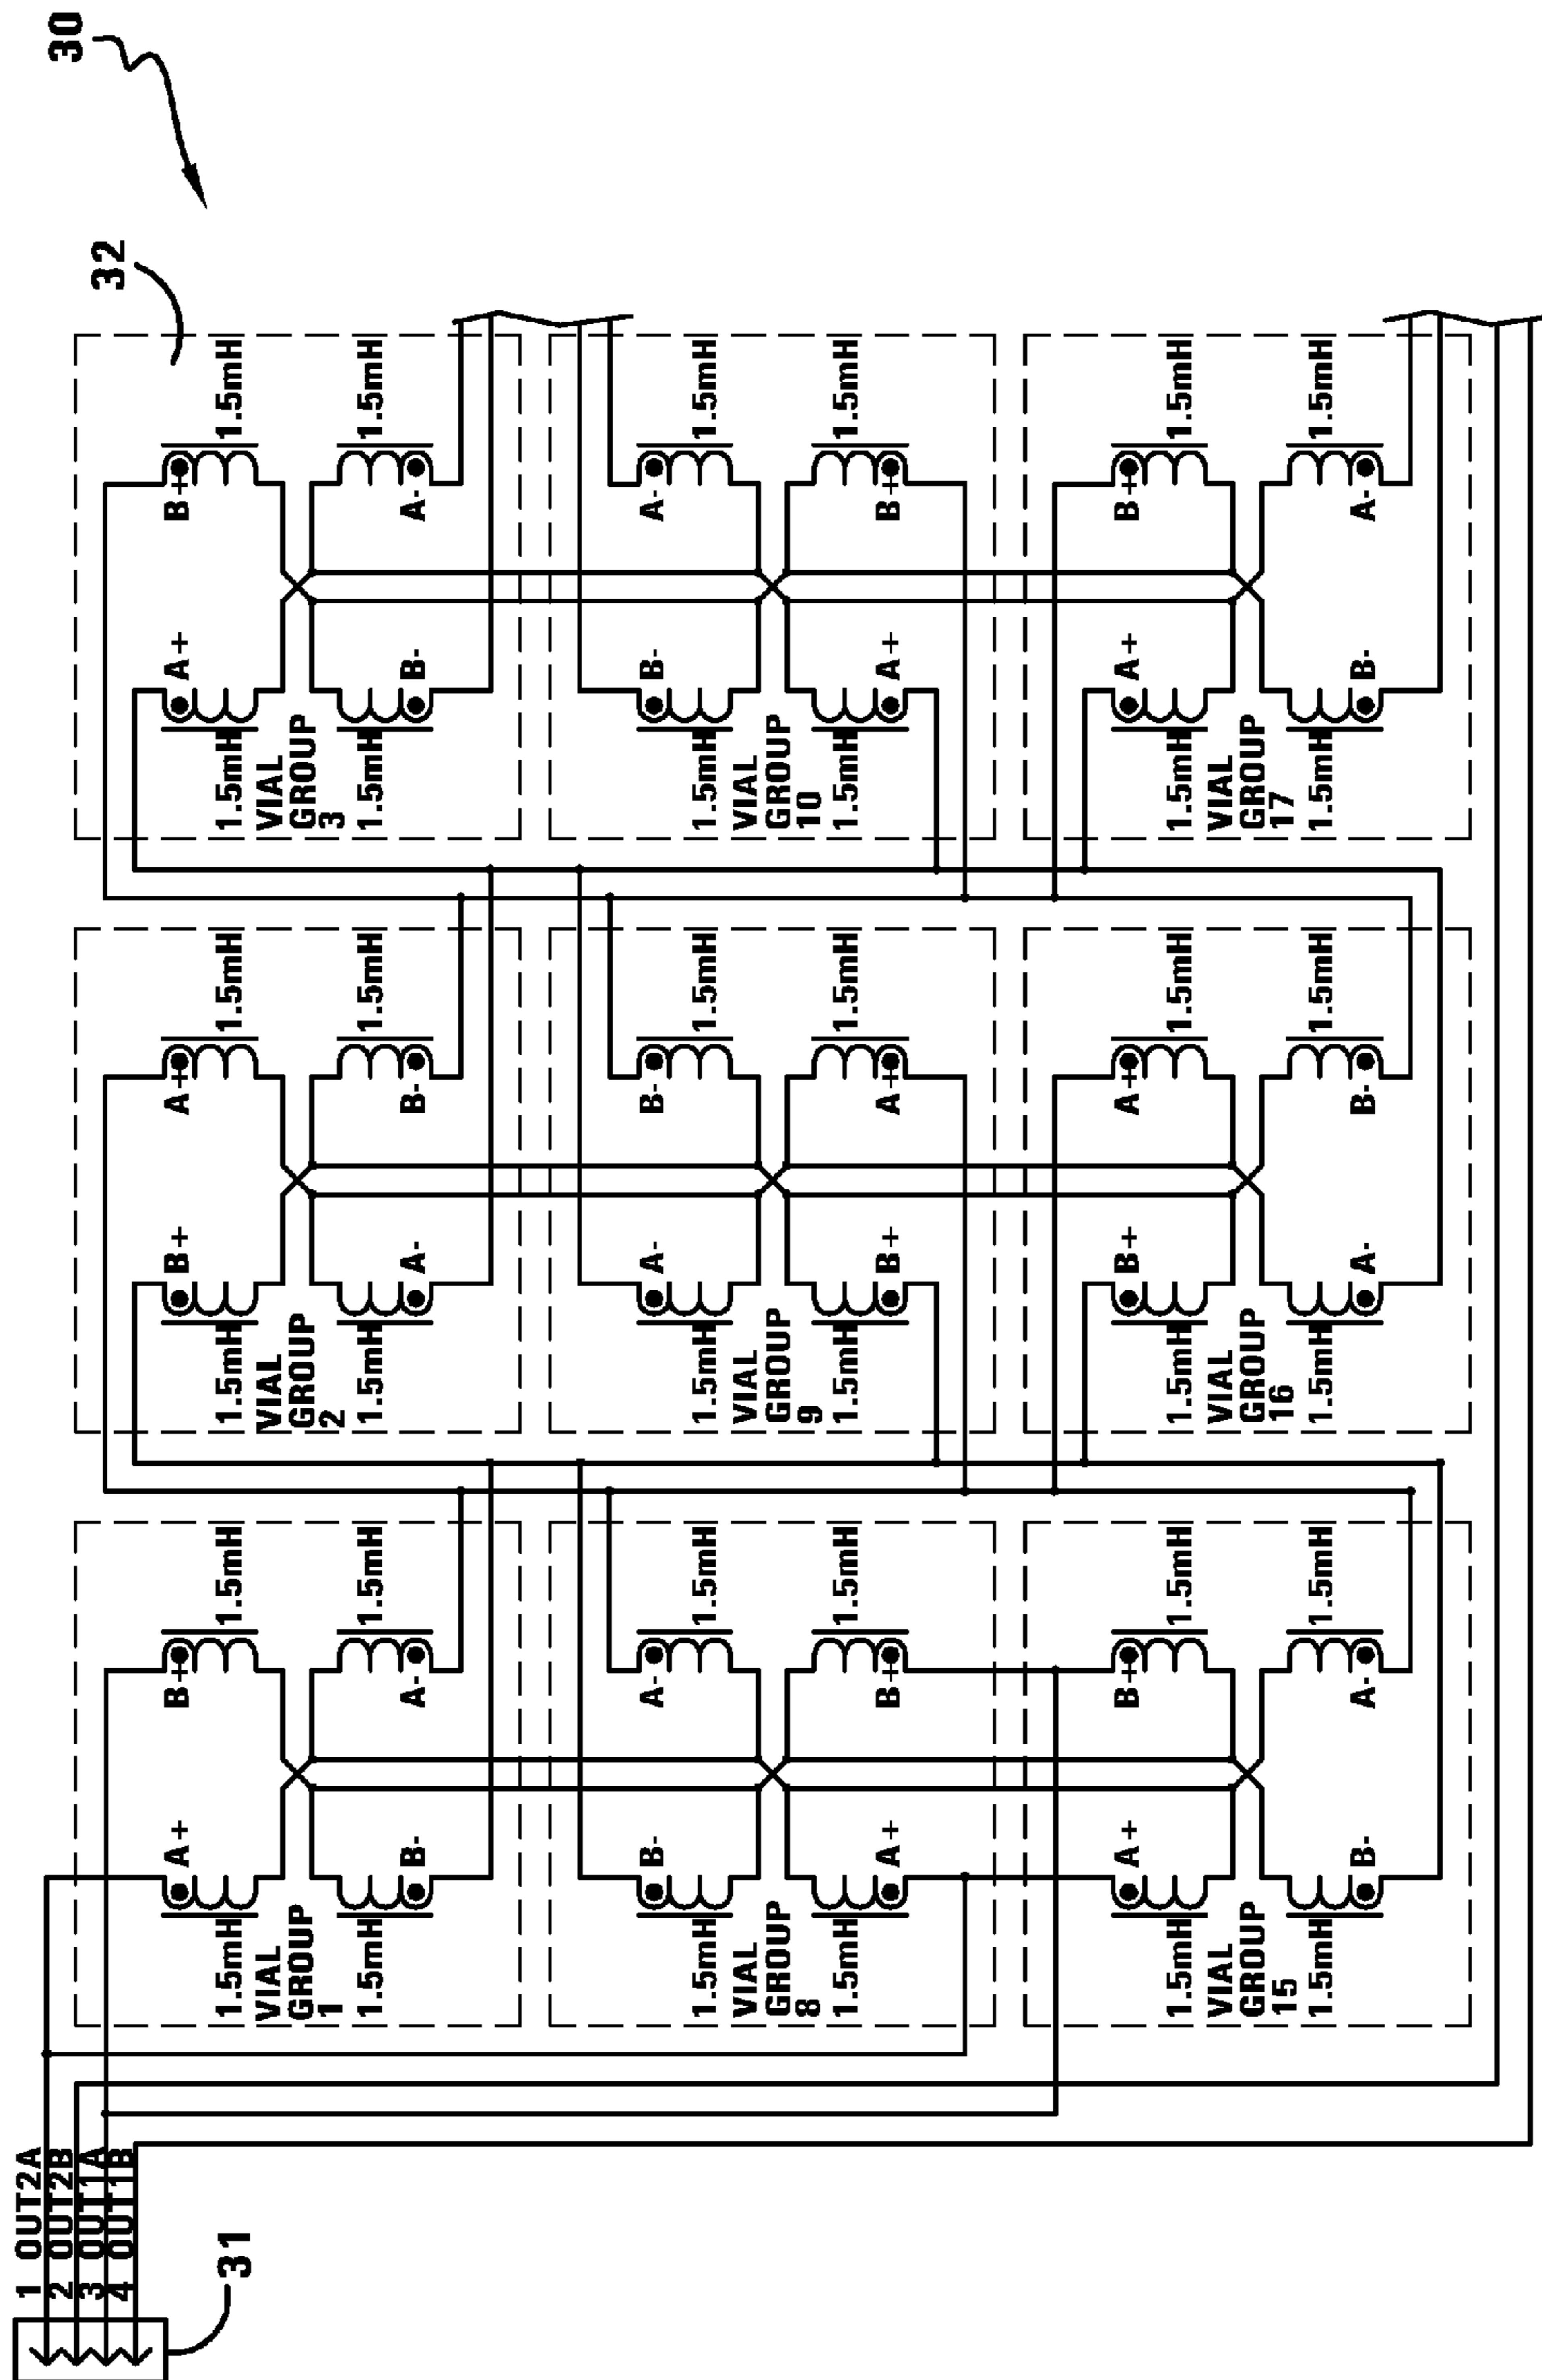 30
32
1 OUT2A
2 OUT2B
3 OUT1A
4 OUT1B
31
A+
B+
1.5mH
1.5mH
VIAL
GROUP
1
1.5mH
1.5mH
B-
A-
B+
A+
1.5mH
1.5mH
VIAL
GROUP
2
1.5mH
1.5mH
A-
B-
A+
B+
1.5mH
1.5mH
VIAL
GROUP
3
1.5mH
1.5mH
B-
A-
B-
A-
1.5mH
1.5mH
VIAL
GROUP
8
1.5mH
1.5mH
A+
B+
A-
B-
1.5mH
1.5mH
VIAL
GROUP
9
1.5mH
1.5mH
B+
A+
B-
A-
1.5mH
1.5mH
VIAL
GROUP
10
1.5mH
1.5mH
A+
B+
A+
B+
1.5mH
1.5mH
VIAL
GROUP
15
1.5mH
1.5mH
B-
A-
B+
A+
1.5mH
1.5mH
VIAL
GROUP
16
1.5mH
1.5mH
A-
B-
A+
B+
1.5mH
1.5mH
VIAL
GROUP
17
1.5mH
1.5mH
B-
A-